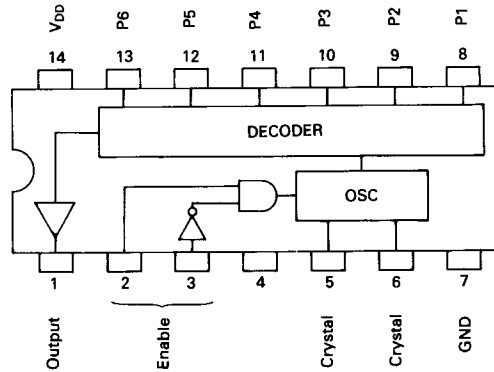 V_DD P6 P5 P4 P3 P2 P1
14 13 12 11 10 9 8
DECODER
OSC
1 2 3 4 5 6 7
Output Enable Crystal Crystal GND